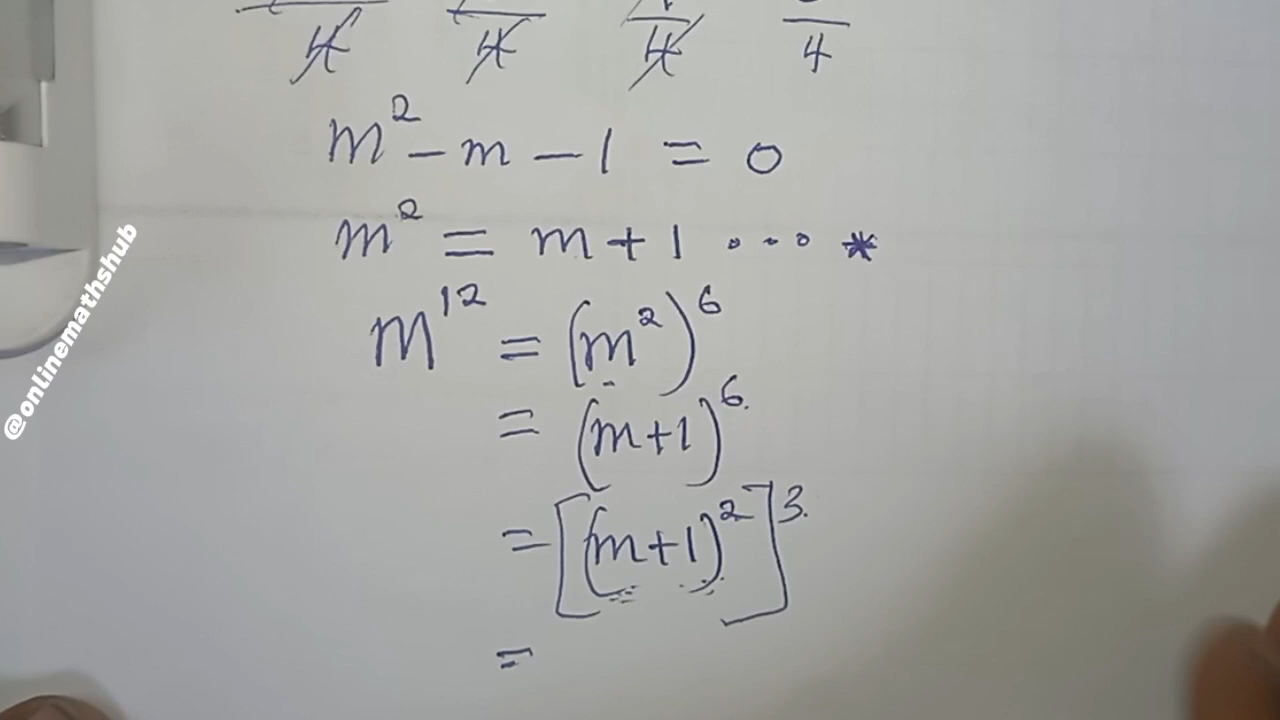 4 4 4 4
m² - m - 1 = 0
m² = m + 1 ... *
m¹² = (m²)⁶
= (m+1)⁶.
= [(m+1)²]³.
=
@onlinemathshub